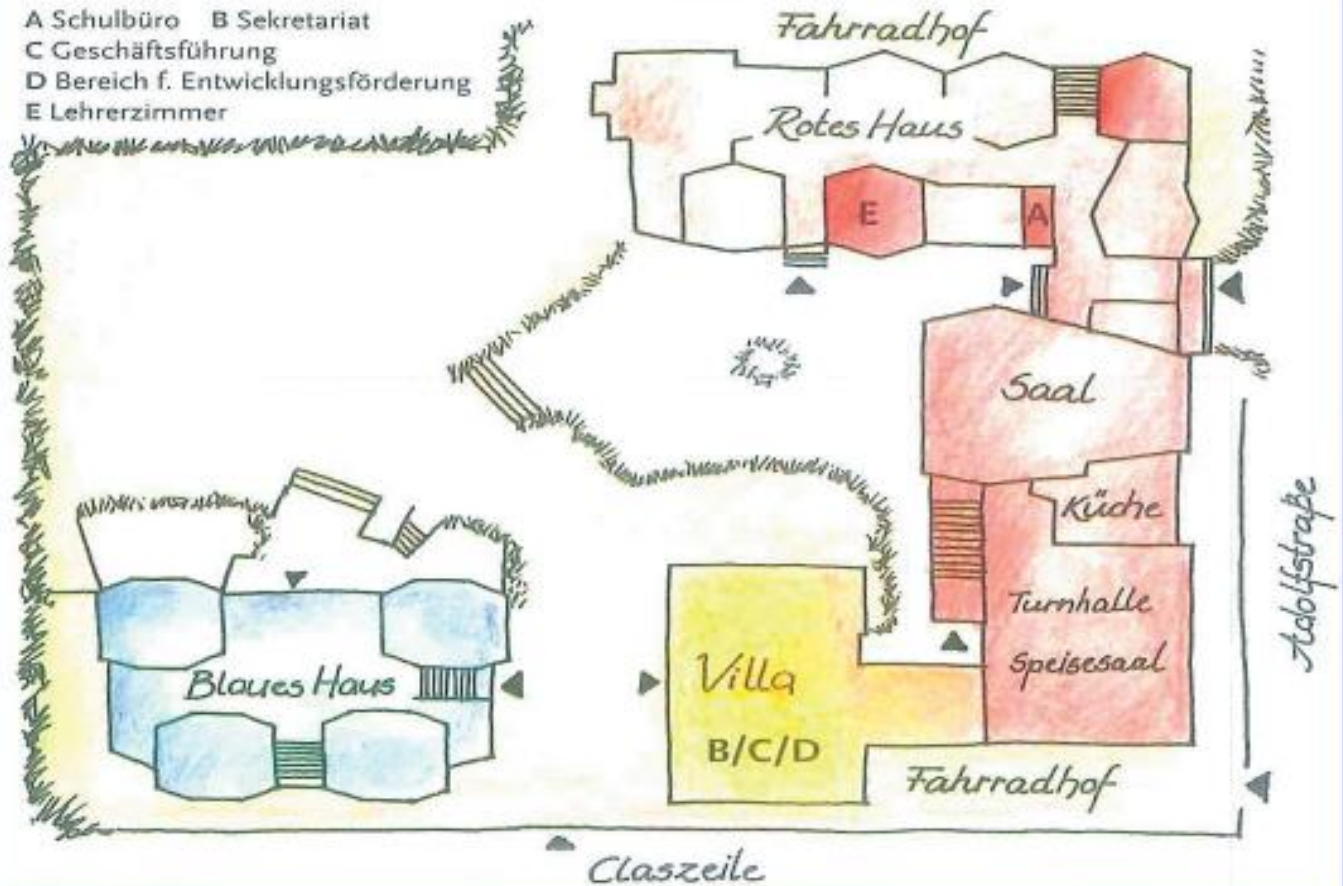 A Schulbüro B Sekretariat
C Geschäftsführung
D Bereich f. Entwicklungsförderung
E Lehrerzimmer
Fahrradhof
Rotes Haus
E
A
Saal
Küche
Adolfstraße
Turnhalle
Speisesaal
Blaues Haus
Villa
B/C/D
Fahrradhof
Claszeile